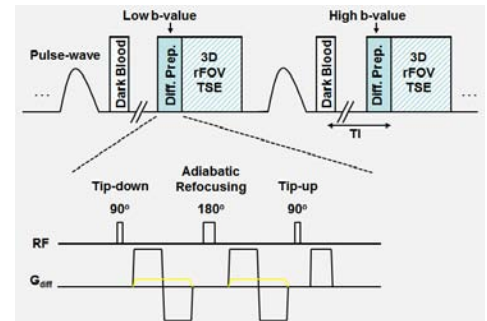 Low b-value
High b-value
Pulse-wave
Dark Blood
Diff. Prep.
3D
rFOV
TSE
Dark Blood
Diff. Prep.
3D
rFOV
TSE
...
...
TI
Tip-down
Adiabatic
Refocusing
Tip-up
90°
180°
90°
RF
Gdiff